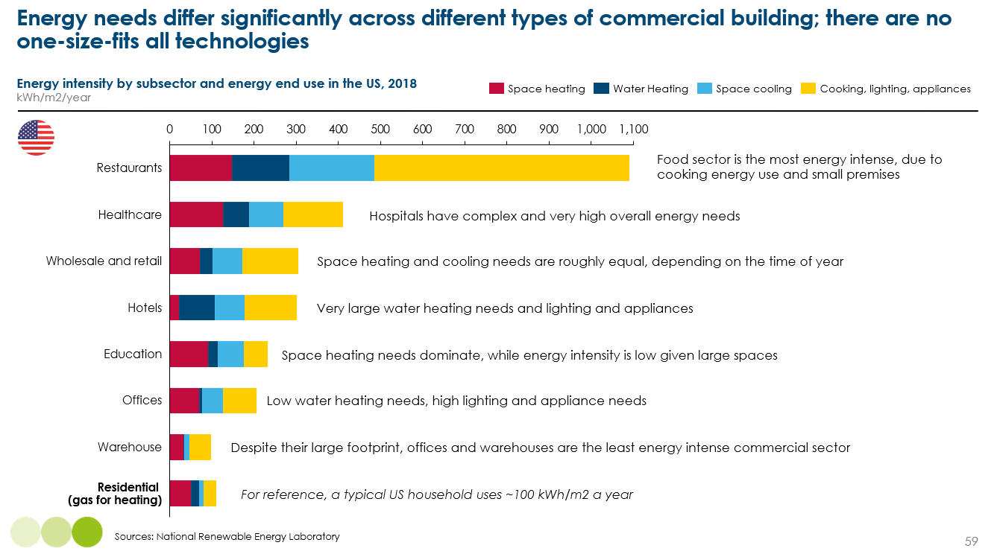 Energy needs differ significantly across different types of commercial building; there are no
one-size-fits all technologies
Energy intensity by subsector and energy end use in the US, 2018
kWh/m2/year
Space heating
Water Heating
Space cooling
Cooking, lighting, appliances
0 100 200 300 400 500 600 700 800 900 1,000 1,100
Restaurants
Food sector is the most energy intense, due to
cooking energy use and small premises
Healthcare
Hospitals have complex and very high overall energy needs
Wholesale and retail
Space heating and cooling needs are roughly equal, depending on the time of year
Hotels
Very large water heating needs and lighting and appliances
Education
Space heating needs dominate, while energy intensity is low given large spaces
Offices
Low water heating needs, high lighting and appliance needs
Warehouse
Despite their large footprint, offices and warehouses are the least energy intense commercial sector
Residential
(gas for heating)
For reference, a typical US household uses ~100 kWh/m2 a year
Sources: National Renewable Energy Laboratory
59